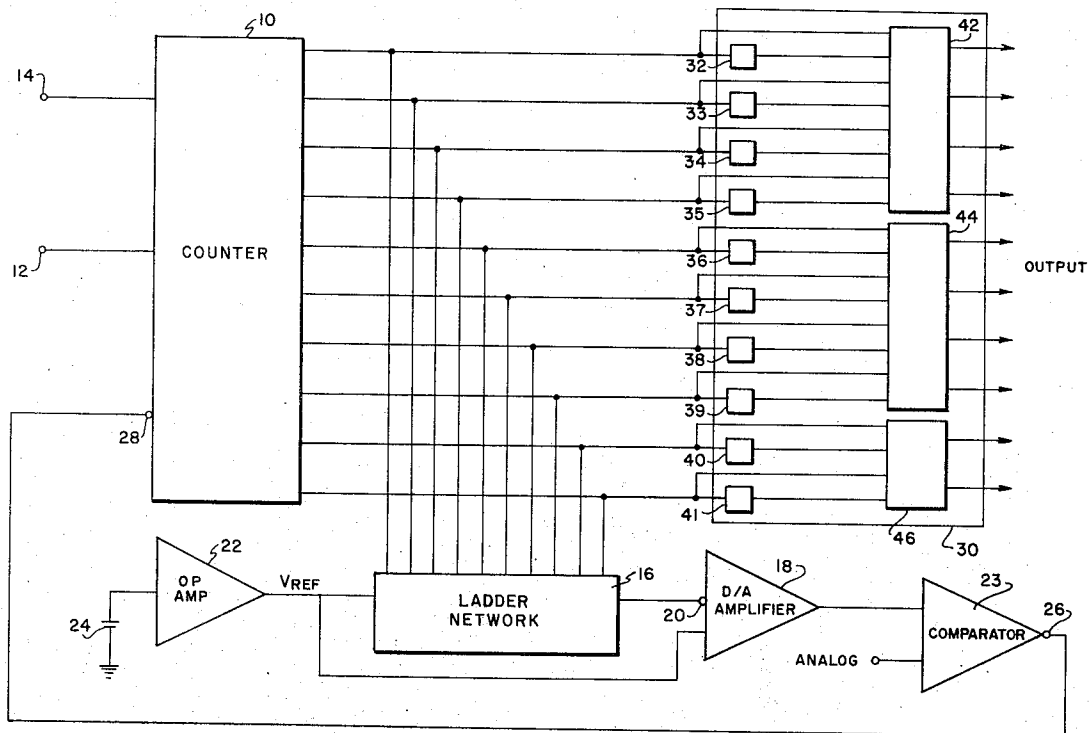 10
42
14
32
33
34
35
44
COUNTER
36
12
OUTPUT
37
38
39
28
40
41
46
30
22
18
OP
AMP
VREF
16
23
LADDER
NETWORK
D/A
AMPLIFIER
20
26
24
COMPARATOR
ANALOG